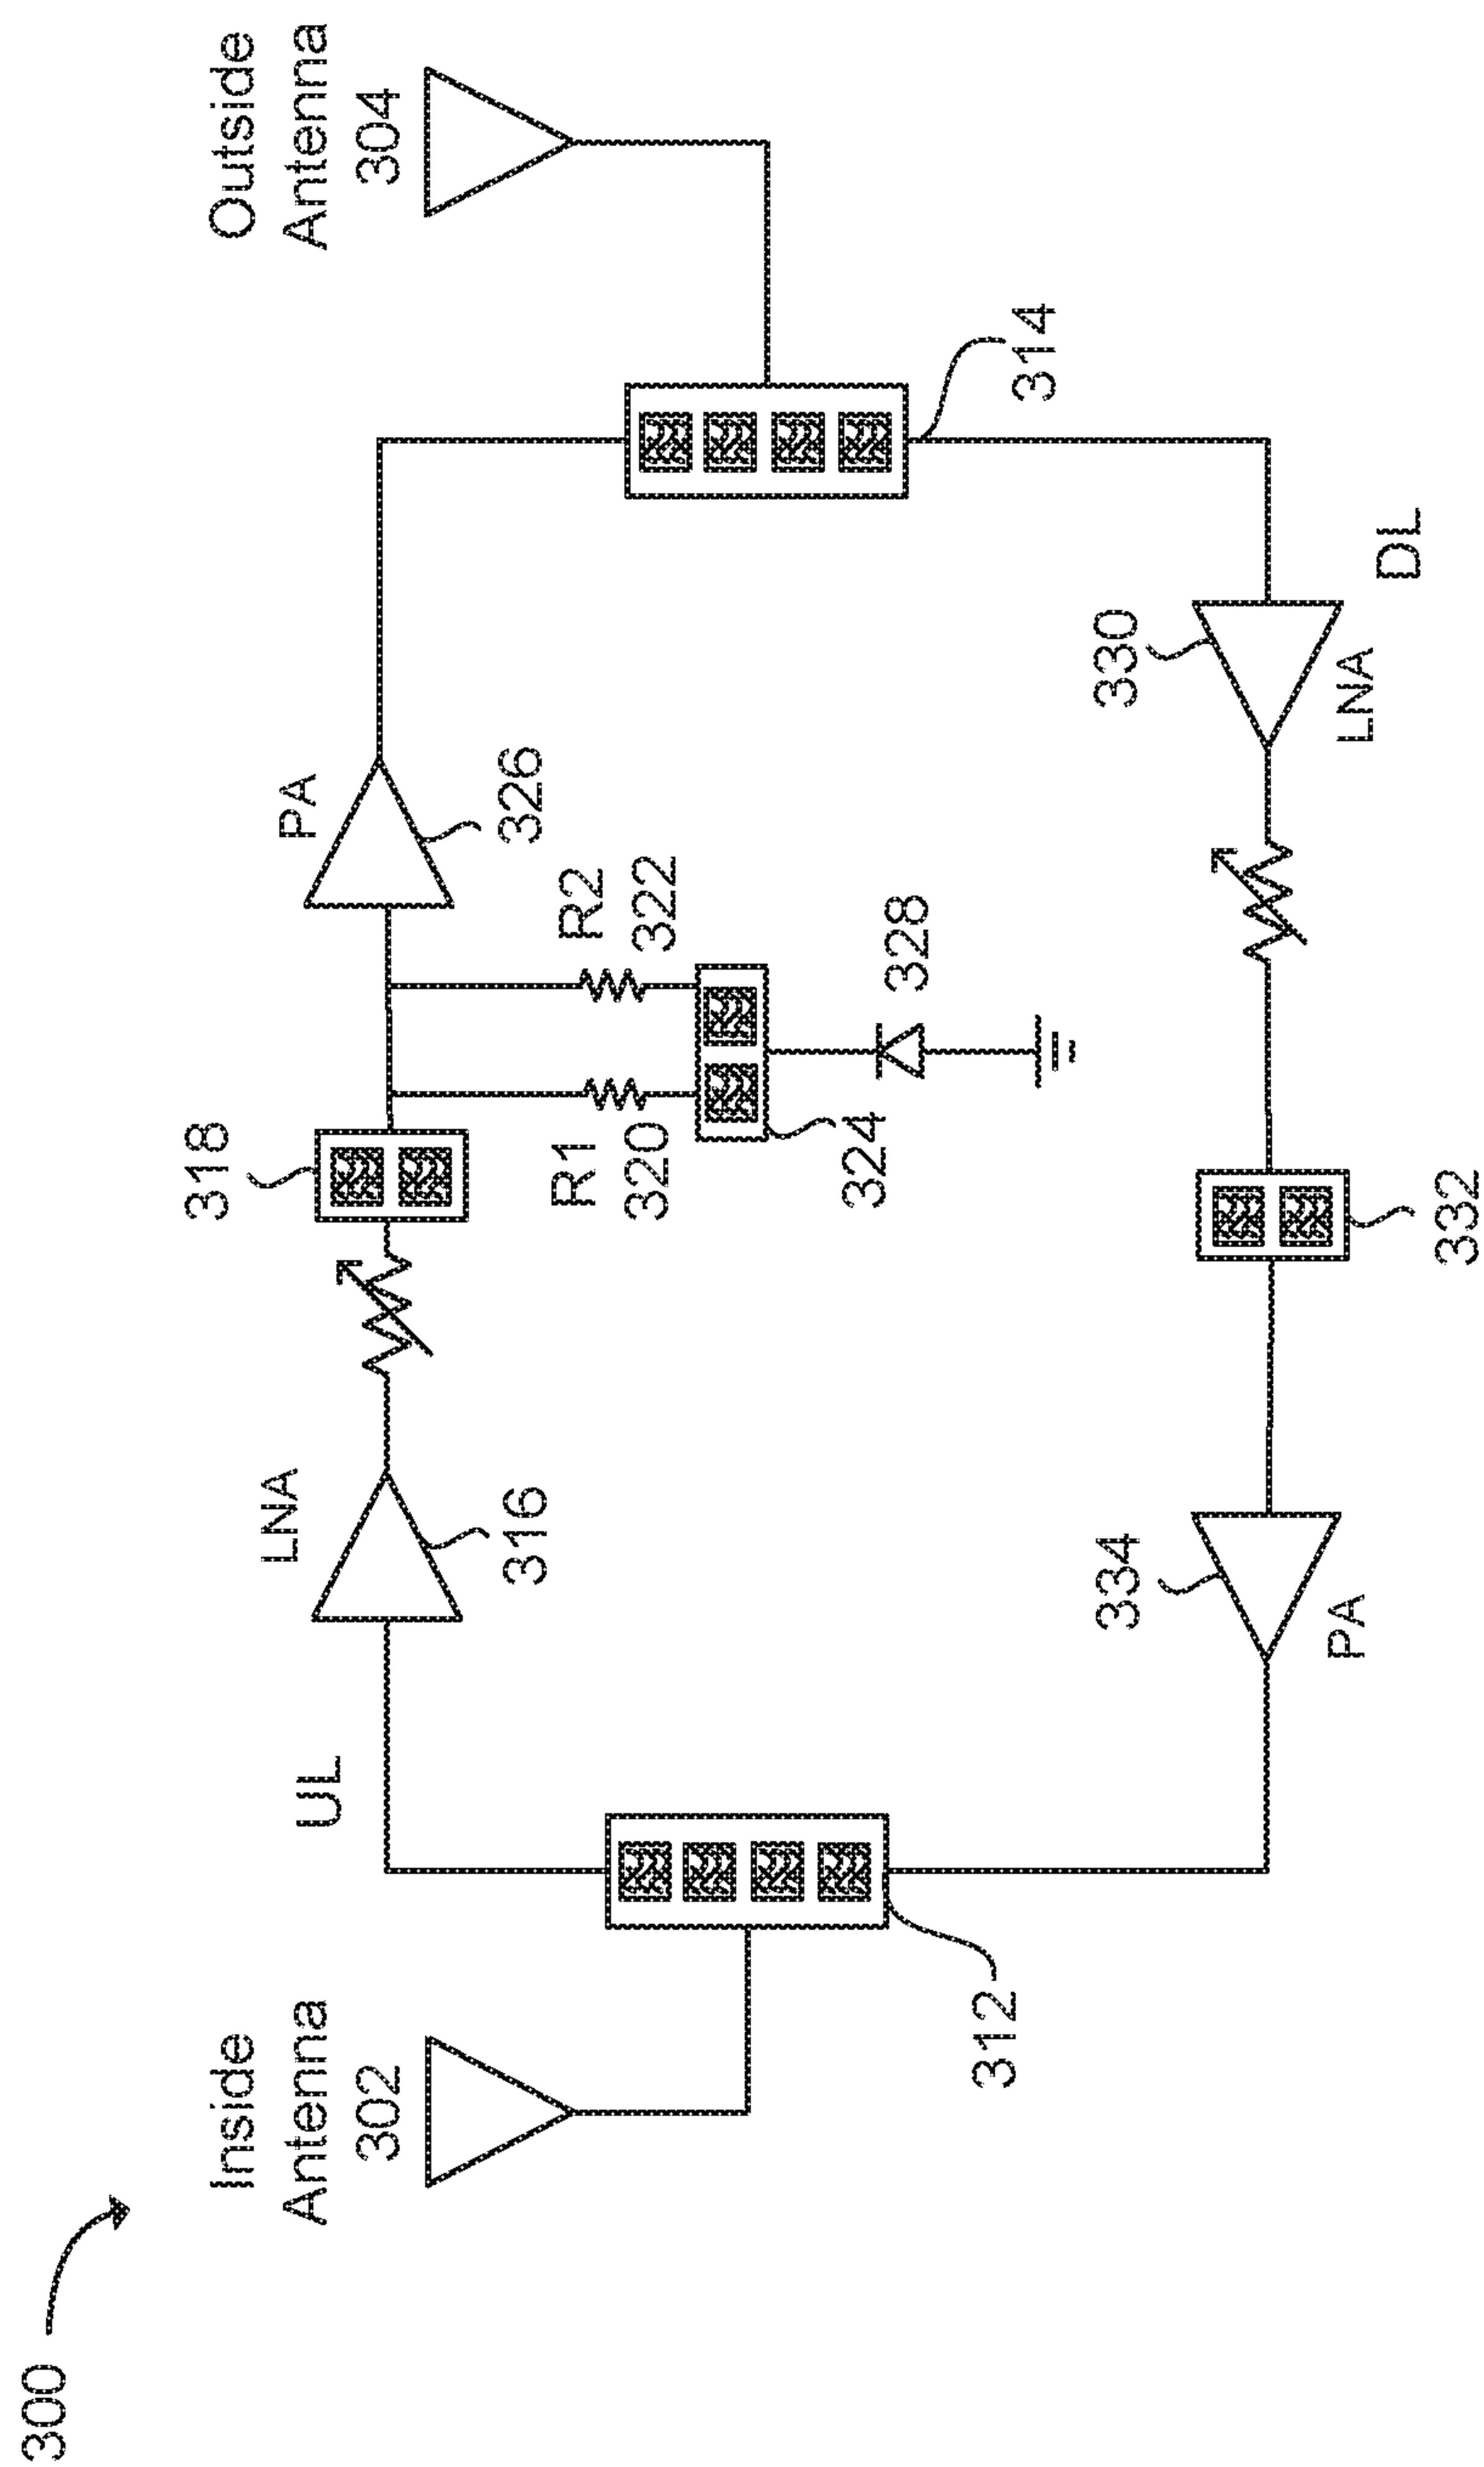 300
Inside
Antenna
302
Outside
Antenna
304
UL
LNA
316
318
PA
326
R1
320
R2
322
324
328
312
314
334
PA
332
330
LNA
DL